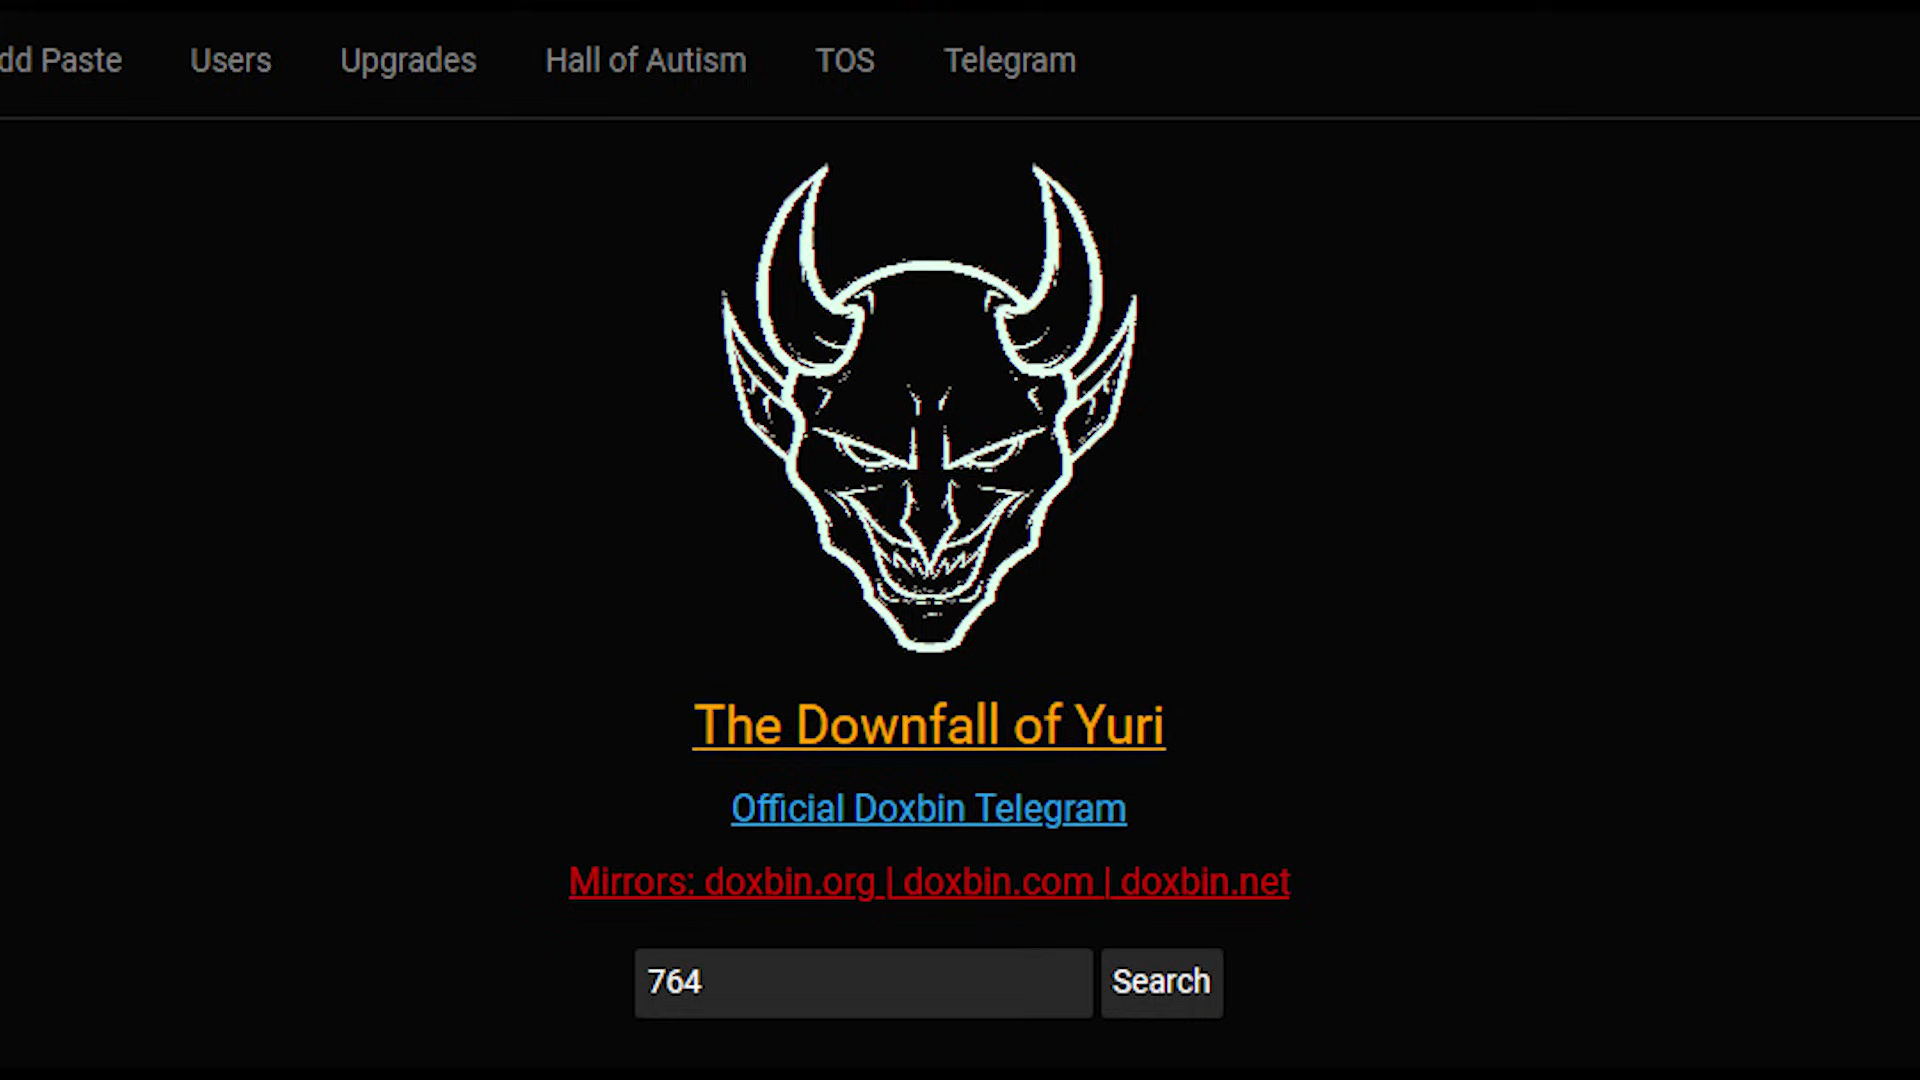 dd Paste Users Upgrades Hall of Autism TOS Telegram
The Downfall of Yuri
Official Doxbin Telegram
Mirrors: doxbin.org | doxbin.com | doxbin.net
764 Search